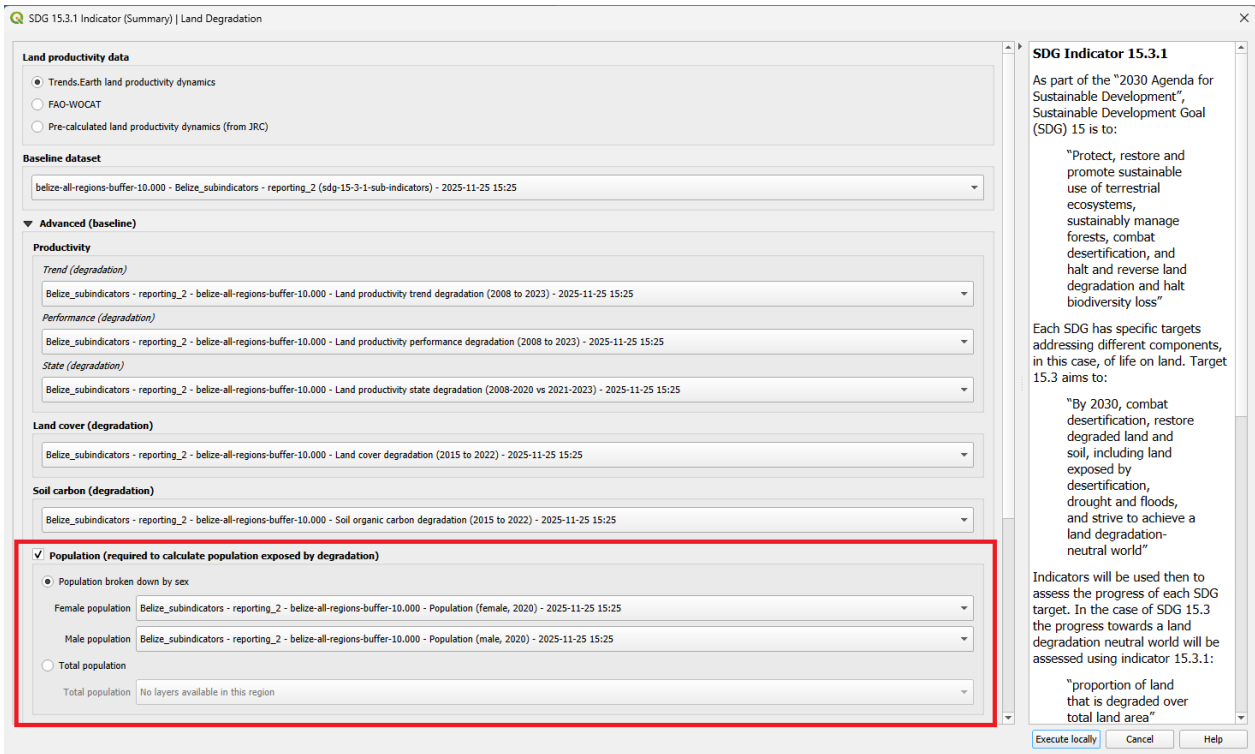 SDG 15.3.1 Indicator (Summary) | Land Degradation
Land productivity data
Trends.Earth land productivity dynamics
FAO-WOCAT
Pre-calculated land productivity dynamics (from JRC)
Baseline dataset
belize-all-regions-buffer-10.000 - Belize_subindicators - reporting_2 (sdg-15-3-1-sub-indicators) - 2025-11-25 15:25
Advanced (baseline)
Productivity
Trend (degradation)
Belize_subindicators - reporting_2 - belize-all-regions-buffer-10.000 - Land productivity trend degradation (2008 to 2023) - 2025-11-25 15:25
Performance (degradation)
Belize_subindicators - reporting_2 - belize-all-regions-buffer-10.000 - Land productivity performance degradation (2008 to 2023) - 2025-11-25 15:25
State (degradation)
Belize_subindicators - reporting_2 - belize-all-regions-buffer-10.000 - Land productivity state degradation (2008-2020 vs 2021-2023) - 2025-11-25 15:25
Land cover (degradation)
Belize_subindicators - reporting_2 - belize-all-regions-buffer-10.000 - Land cover degradation (2015 to 2022) - 2025-11-25 15:25
Soil carbon (degradation)
Belize_subindicators - reporting_2 - belize-all-regions-buffer-10.000 - Soil organic carbon degradation (2015 to 2022) - 2025-11-25 15:25
Population (required to calculate population exposed by degradation)
Population broken down by sex
Female population Belize_subindicators - reporting_2 - belize-all-regions-buffer-10.000 - Population (female, 2020) - 2025-11-25 15:25
Male population Belize_subindicators - reporting_2 - belize-all-regions-buffer-10.000 - Population (male, 2020) - 2025-11-25 15:25
Total population
Total population No layers available in this region
SDG Indicator 15.3.1
As part of the "2030 Agenda for
Sustainable Development",
Sustainable Development Goal
(SDG) 15 is to:
"Protect, restore and
promote sustainable
use of terrestrial
ecosystems,
sustainably manage
forests, combat
desertification, and
halt and reverse land
degradation and halt
biodiversity loss"
Each SDG has specific targets
addressing different components,
in this case, of life on land. Target
15.3 aims to:
"By 2030, combat
desertification, restore
degraded land and
soil, including land
exposed by
desertification,
drought and floods,
and strive to achieve a
land degradation-
neutral world"
Indicators will be used then to
assess the progress of each SDG
target. In the case of SDG 15.3
the progress towards a land
degradation neutral world will be
assessed using indicator 15.3.1:
"proportion of land
that is degraded over
total land area"
Execute locally Cancel Help